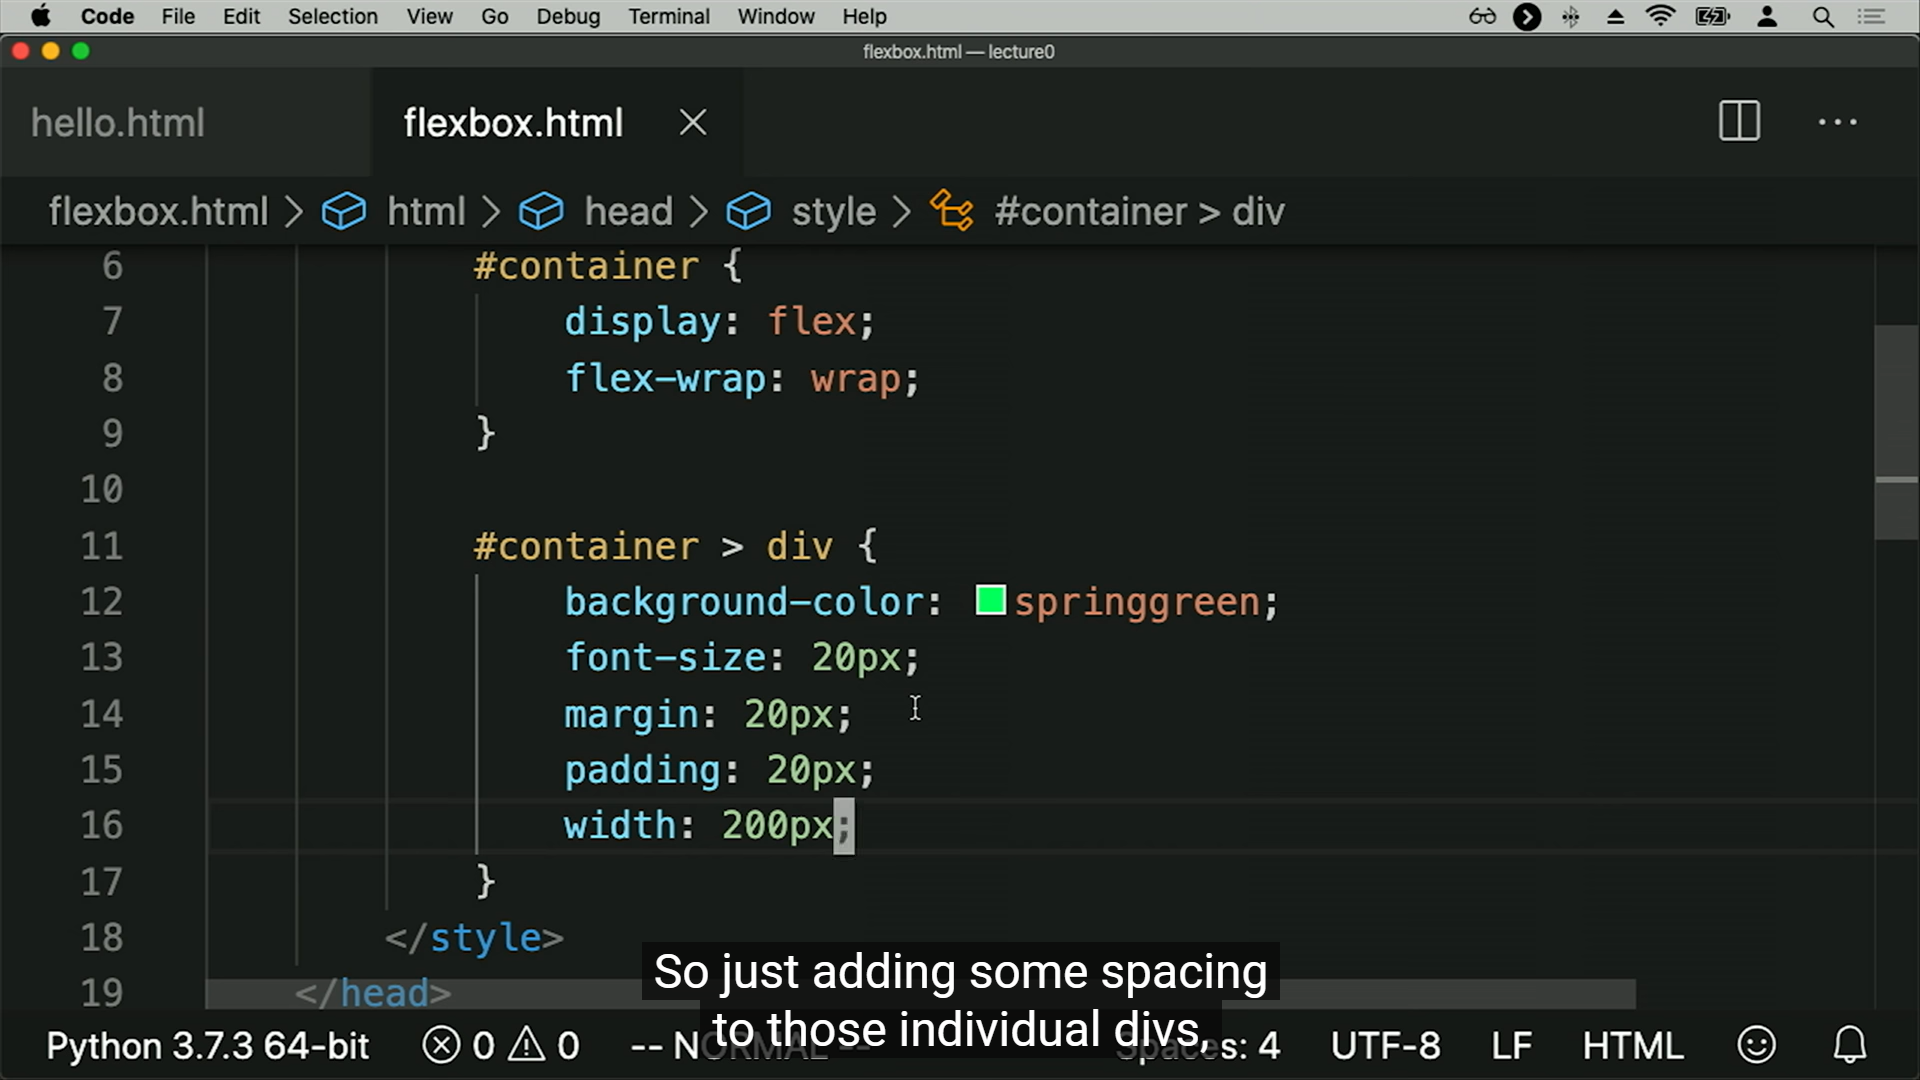 Code File Edit Selection View Go Debug Terminal Window Help
flexbox.html — lecture0
hello.html flexbox.html
flexbox.html > html > head > style > #container > div
6 #container {
7 display: flex;
8 flex-wrap: wrap;
9 }
10
11 #container > div {
12 background-color: springgreen;
13 font-size: 20px;
14 margin: 20px;
15 padding: 20px;
16 width: 200px;
17 }
18 </style>
19 </head>
So just adding some spacing
to those individual divs,
Python 3.7.3 64-bit 0 0 -- NORMAL -- Spaces: 4 UTF-8 LF HTML